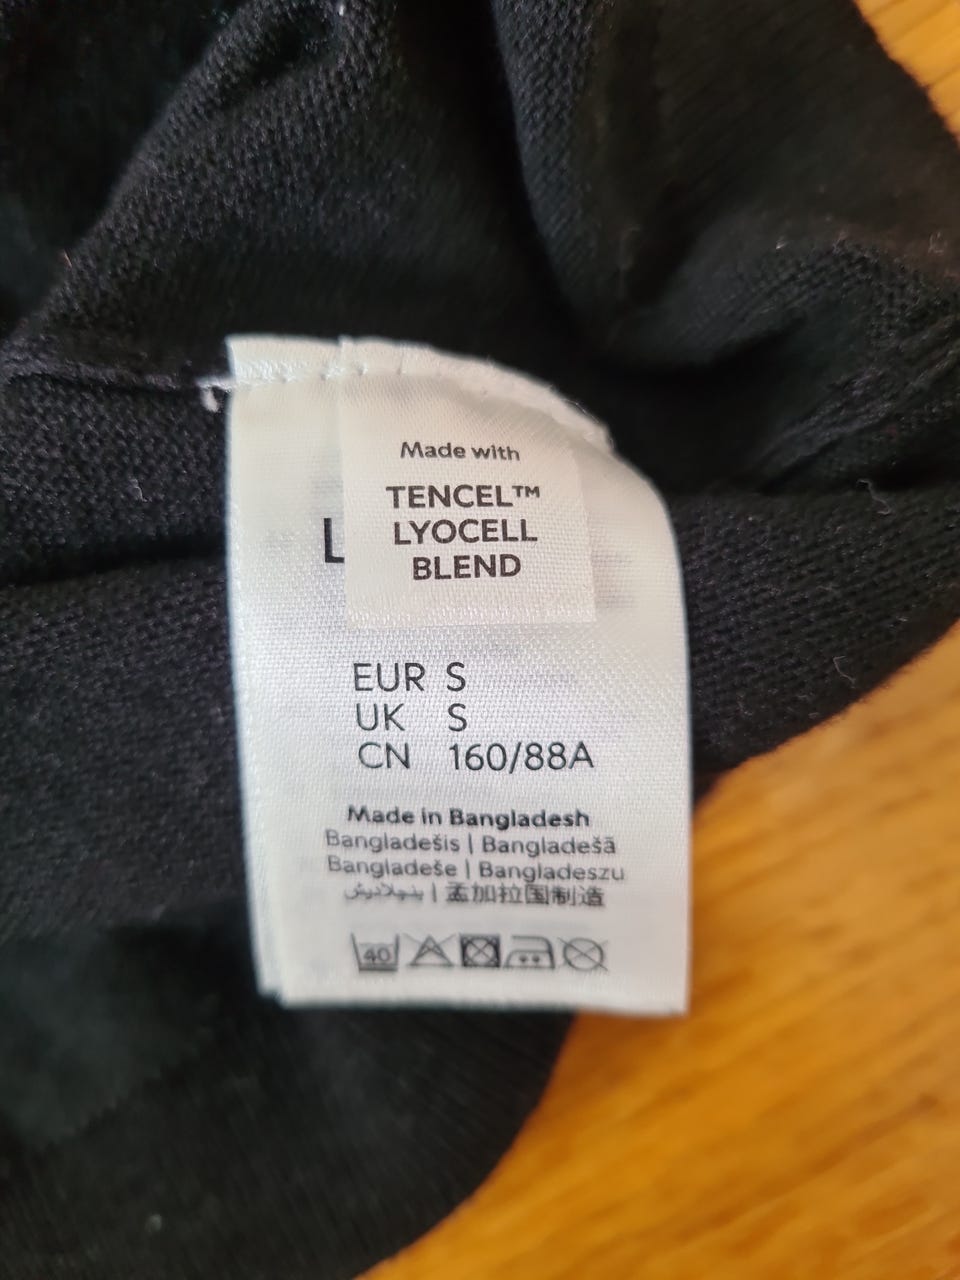 Made with
TENCEL™
LYOCELL
BLEND
L
EUR S
UK S
CN 160/88A
Made in Bangladesh
Bangladešis | Bangladešā
Bangladeše | Bangladeszu
بنجلاديش | 孟加拉国制造
40